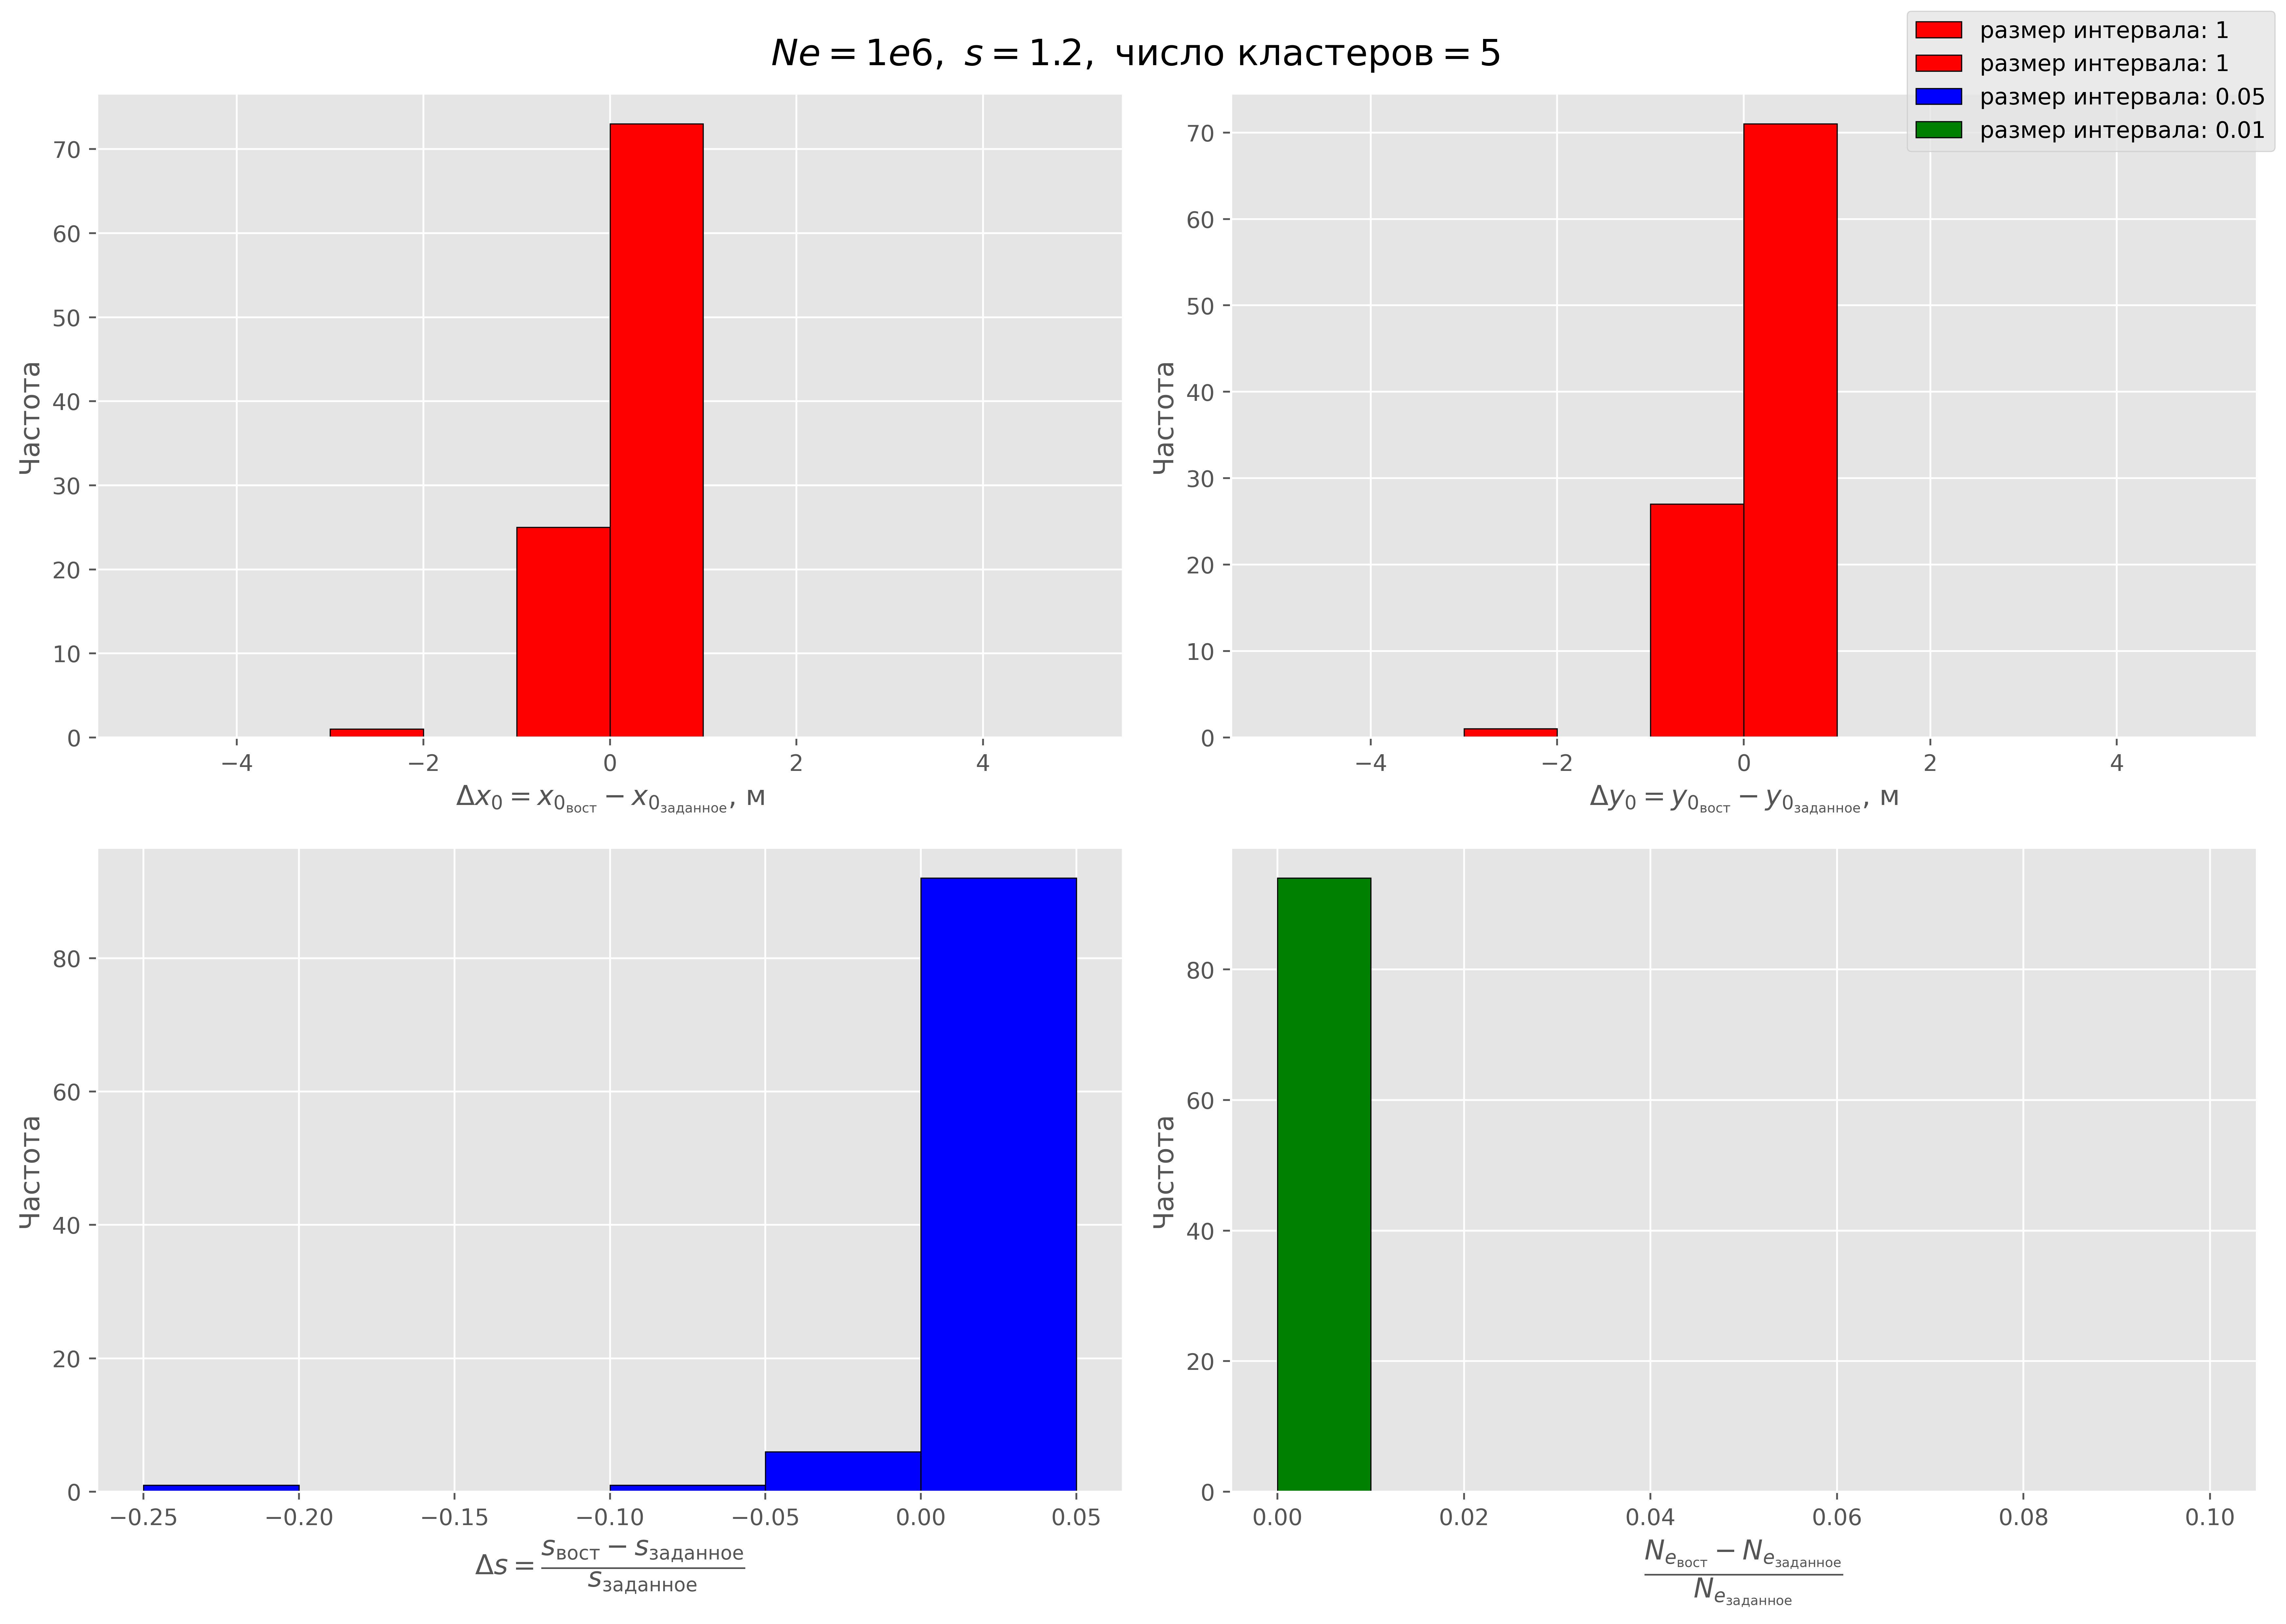 Ne = 1e6, s = 1.2, число кластеров = 5
размер интервала: 1
размер интервала: 1
размер интервала: 0.05
размер интервала: 0.01
Частота
70
60
50
40
30
20
10
0
−4 −2 0 2 4
Δx₀ = x₀вост − x₀заданное, м
Частота
70
60
50
40
30
20
10
0
−4 −2 0 2 4
Δy₀ = y₀вост − y₀заданное, м
Частота
80
60
40
20
0
−0.25 −0.20 −0.15 −0.10 −0.05 0.00 0.05
sвост − sзаданное
Δs =
sзаданное
Частота
80
60
40
20
0
0.00 0.02 0.04 0.06 0.08 0.10
Neвост − Neзаданное
Neзаданное